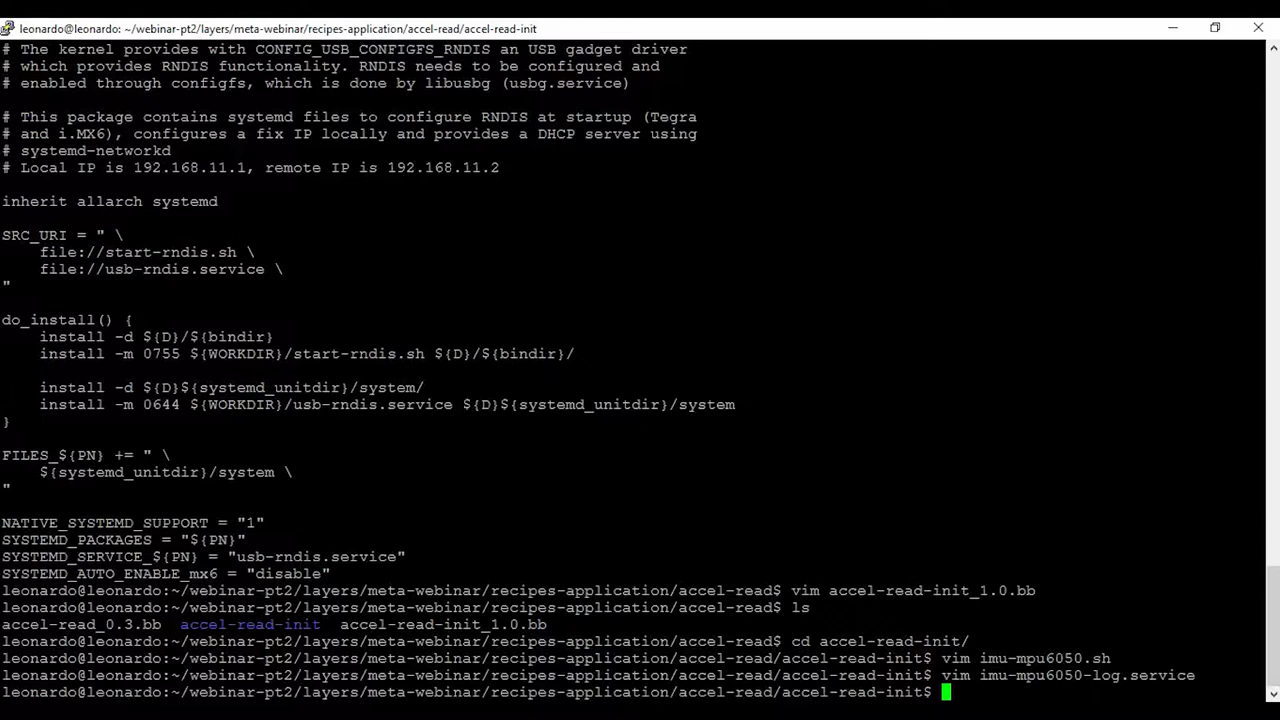 leonardo@leonardo: ~/webinar-pt2/layers/meta-webinar/recipes-application/accel-read/accel-read-init
# The kernel provides with CONFIG_USB_CONFIGFS_RNDIS an USB gadget driver
# which provides RNDIS functionality. RNDIS needs to be configured and
# enabled through configfs, which is done by libusbg (usbg.service)
# This package contains systemd files to configure RNDIS at startup (Tegra
# and i.MX6), configures a fix IP locally and provides a DHCP server using
# systemd-networkd
# Local IP is 192.168.11.1, remote IP is 192.168.11.2
inherit allarch systemd
SRC_URI = " \
    file://start-rndis.sh \
    file://usb-rndis.service \
"
do_install() {
    install -d ${D}/${bindir}
    install -m 0755 ${WORKDIR}/start-rndis.sh ${D}/${bindir}/
    install -d ${D}${systemd_unitdir}/system/
    install -m 0644 ${WORKDIR}/usb-rndis.service ${D}${systemd_unitdir}/system
}
FILES_${PN} += " \
    ${systemd_unitdir}/system \
"
NATIVE_SYSTEMD_SUPPORT = "1"
SYSTEMD_PACKAGES = "${PN}"
SYSTEMD_SERVICE_${PN} = "usb-rndis.service"
SYSTEMD_AUTO_ENABLE_mx6 = "disable"
leonardo@leonardo:~/webinar-pt2/layers/meta-webinar/recipes-application/accel-read$ vim accel-read-init_1.0.bb
leonardo@leonardo:~/webinar-pt2/layers/meta-webinar/recipes-application/accel-read$ ls
accel-read_0.3.bb  accel-read-init  accel-read-init_1.0.bb
leonardo@leonardo:~/webinar-pt2/layers/meta-webinar/recipes-application/accel-read$ cd accel-read-init/
leonardo@leonardo:~/webinar-pt2/layers/meta-webinar/recipes-application/accel-read/accel-read-init$ vim imu-mpu6050.sh
leonardo@leonardo:~/webinar-pt2/layers/meta-webinar/recipes-application/accel-read/accel-read-init$ vim imu-mpu6050-log.service
leonardo@leonardo:~/webinar-pt2/layers/meta-webinar/recipes-application/accel-read/accel-read-init$